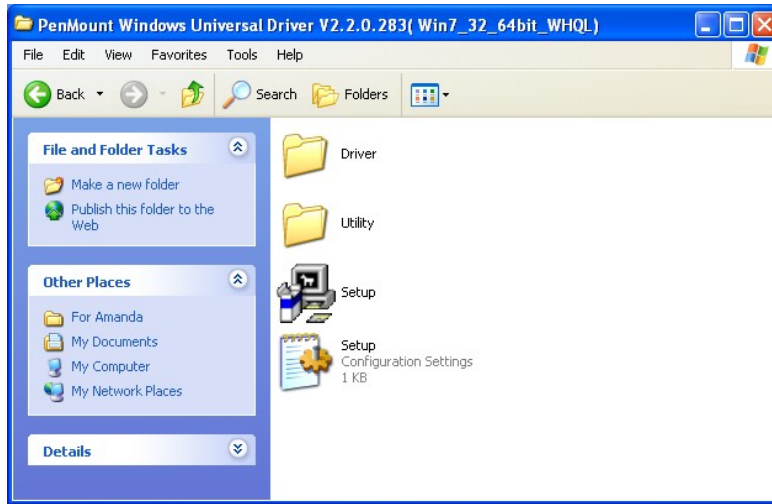 PenMount Windows Universal Driver V2.2.0.283( Win7_32_64bit_WHQL)
File Edit View Favorites Tools Help
Back Search Folders
File and Folder Tasks
Make a new folder
Publish this folder to the
Web
Other Places
For Amanda
My Documents
My Computer
My Network Places
Details
Driver
Utility
Setup
Setup
Configuration Settings
1 KB